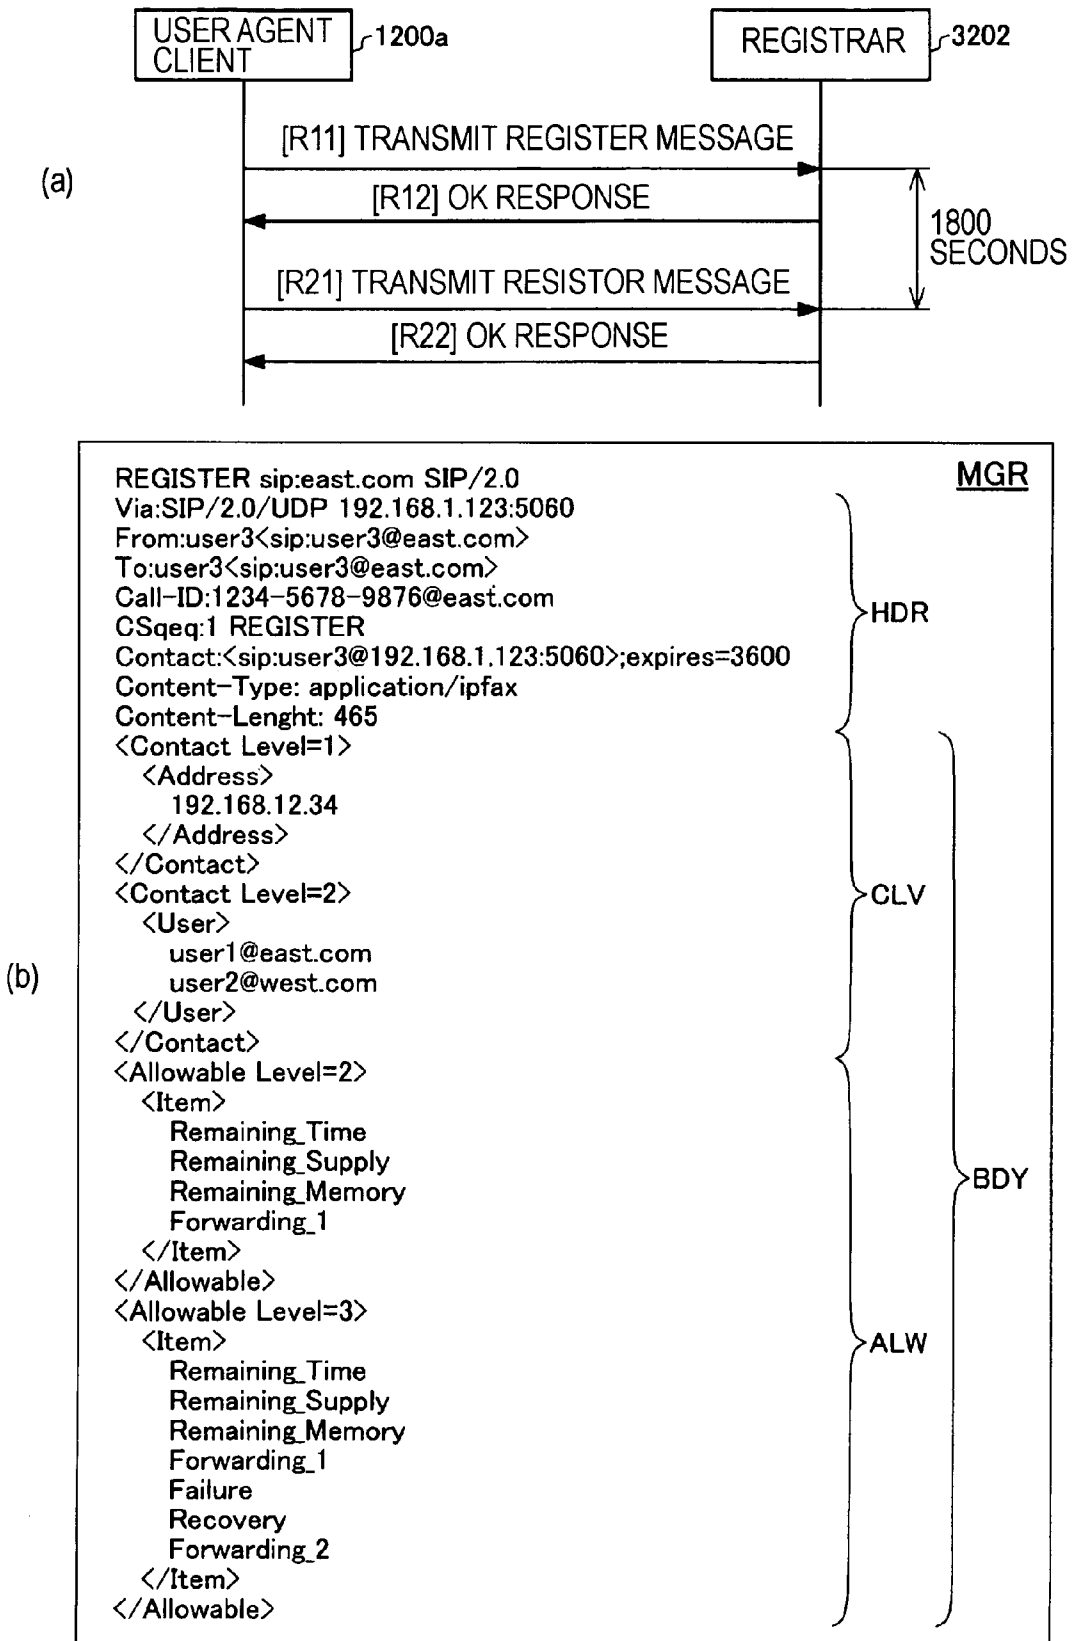 USER AGENT
CLIENT
1200a
REGISTRAR
3202
(a)
[R11] TRANSMIT REGISTER MESSAGE
[R12] OK RESPONSE
1800
SECONDS
[R21] TRANSMIT RESISTOR MESSAGE
[R22] OK RESPONSE
(b)
MGR
REGISTER sip:east.com SIP/2.0
Via:SIP/2.0/UDP 192.168.1.123:5060
From:user3<sip:user3@east.com>
To:user3<sip:user3@east.com>
Call-ID:1234-5678-9876@east.com
CSqeq:1 REGISTER
Contact:<sip:user3@192.168.1.123:5060>;expires=3600
Content-Type: application/ipfax
Content-Lenght: 465
HDR
<Contact Level=1>
<Address>
192.168.12.34
</Address>
</Contact>
<Contact Level=2>
<User>
user1@east.com
user2@west.com
</User>
</Contact>
CLV
<Allowable Level=2>
<Item>
Remaining_Time
Remaining_Supply
Remaining_Memory
Forwarding_1
</Item>
</Allowable>
<Allowable Level=3>
<Item>
Remaining_Time
Remaining_Supply
Remaining_Memory
Forwarding_1
Failure
Recovery
Forwarding_2
</Item>
</Allowable>
ALW
BDY